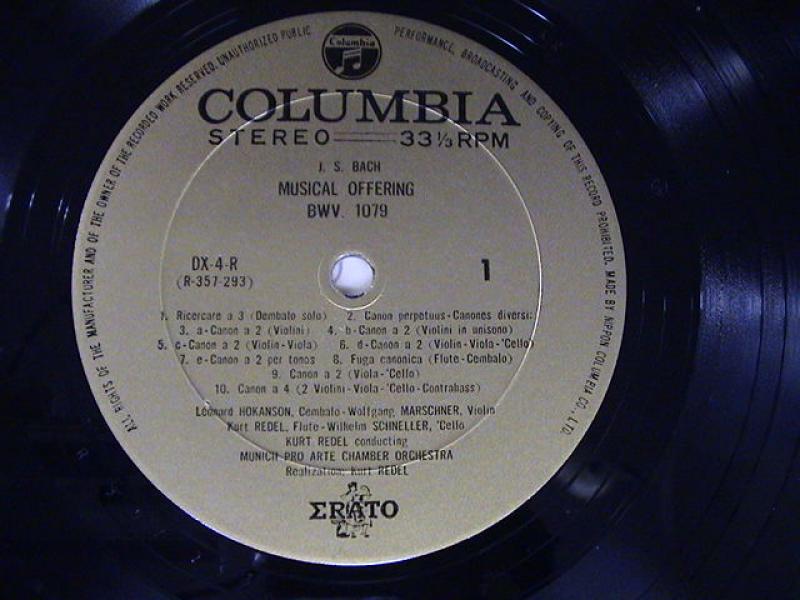 ALL RIGHTS OF THE MANUFACTURER AND OF THE OWNER OF THE RECORDED WORK RESERVED. UNAUTHORIZED PUBLIC PERFORMANCE, BROADCASTING AND COPYING OF THIS RECORD PROHIBITED. MADE BY NIPPON COLUMBIA CO., LTD.
Columbia
COLUMBIA
STEREO 33⅓ RPM
J. S. BACH
MUSICAL OFFERING
BWV. 1079
DX-4-R 1
(R-357-293)
1. Ricercare a 3 (Dembalo solo) 2. Canon perpetuus-Canones diversi:
3. a-Canon a 2 (Violini) 4. b-Canon a 2 (Violini in unisono)
5. c-Canon a 2 (Violin-Viola) 6. d-Canon a 2 (Violin-Viola-'Cello)
7. e-Canon a 2 per tonos 8. Fuga canonica (Flute-Cembalo)
9. Canon a 2 (Viola-'Cello)
10. Canon a 4 (2 Violini-Viola-'Cello-Contrabass)
Leonard HOKANSON, Cembalo-Wolfgang MARSCHNER, Violin
Kurt REDEL, Flute-Wilhelm SCHNELLER, 'Cello
KURT REDEL conducting
MUNICH PRO ARTE CHAMBER ORCHESTRA
Realization: Kurt REDEL
ΣRATO